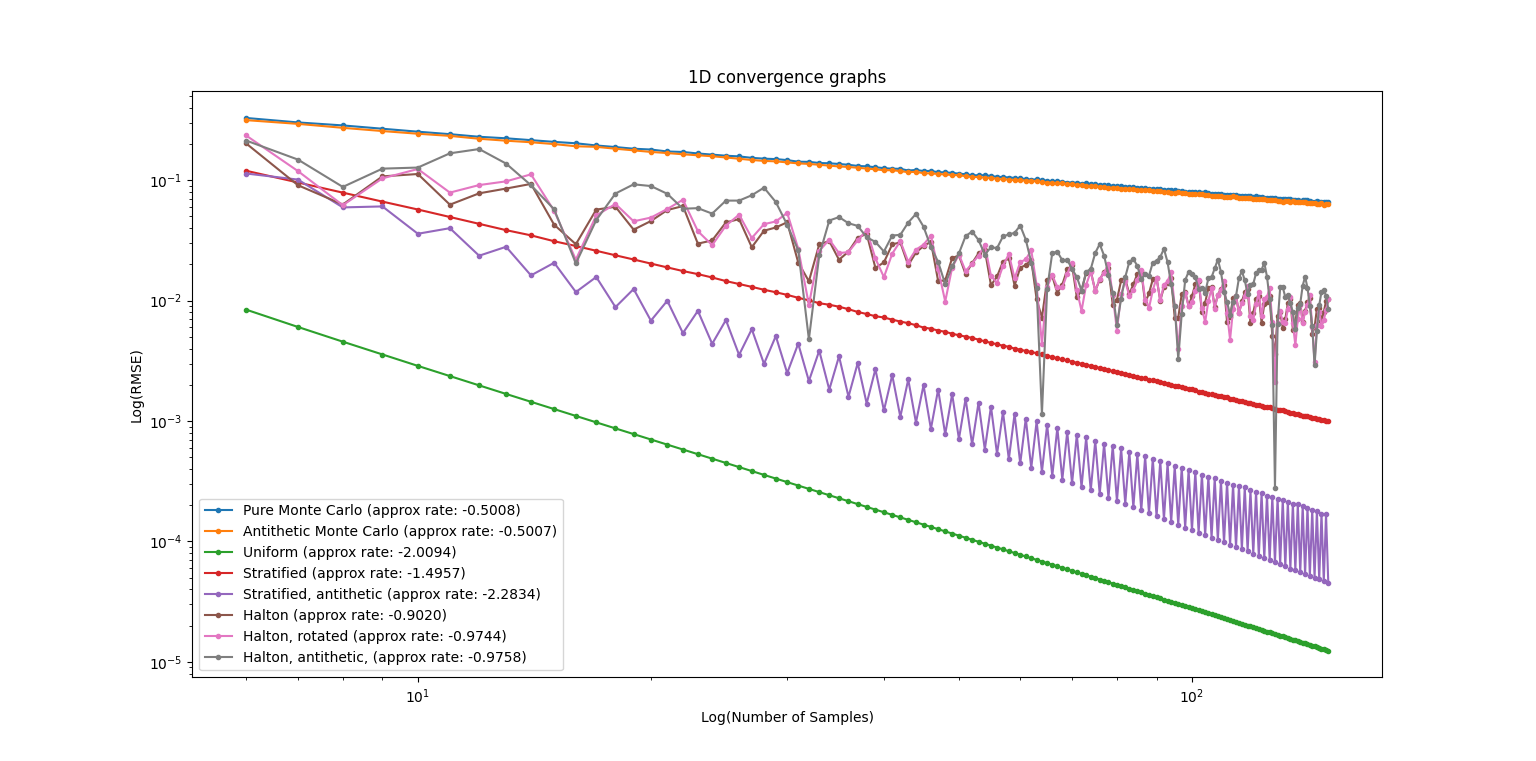 1D convergence graphs
Log(RMSE)
10⁻¹
10⁻²
10⁻³
10⁻⁴
10⁻⁵
Pure Monte Carlo (approx rate: -0.5008)
Antithetic Monte Carlo (approx rate: -0.5007)
Uniform (approx rate: -2.0094)
Stratified (approx rate: -1.4957)
Stratified, antithetic (approx rate: -2.2834)
Halton (approx rate: -0.9020)
Halton, rotated (approx rate: -0.9744)
Halton, antithetic, (approx rate: -0.9758)
10¹
10²
Log(Number of Samples)